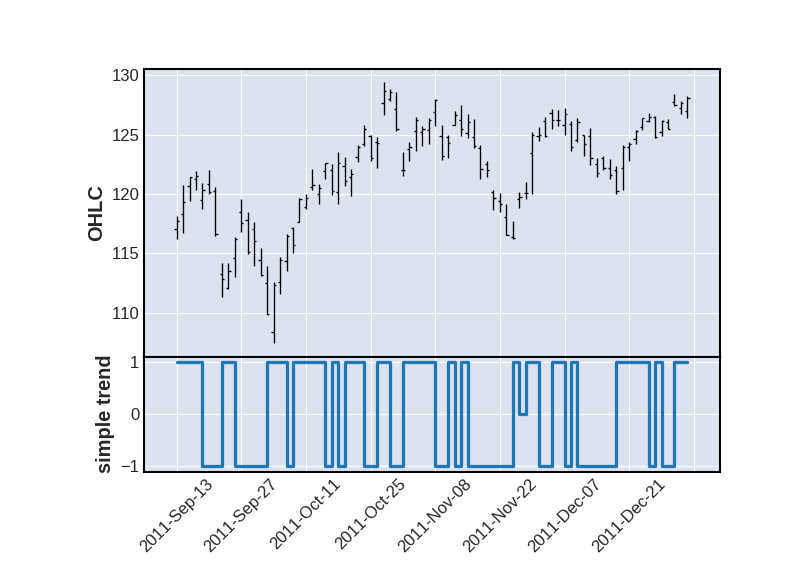 130
125
120
115
110
OHLC
1
0
−1
simple trend
2011-Sep-13
2011-Sep-27
2011-Oct-11
2011-Oct-25
2011-Nov-08
2011-Nov-22
2011-Dec-07
2011-Dec-21